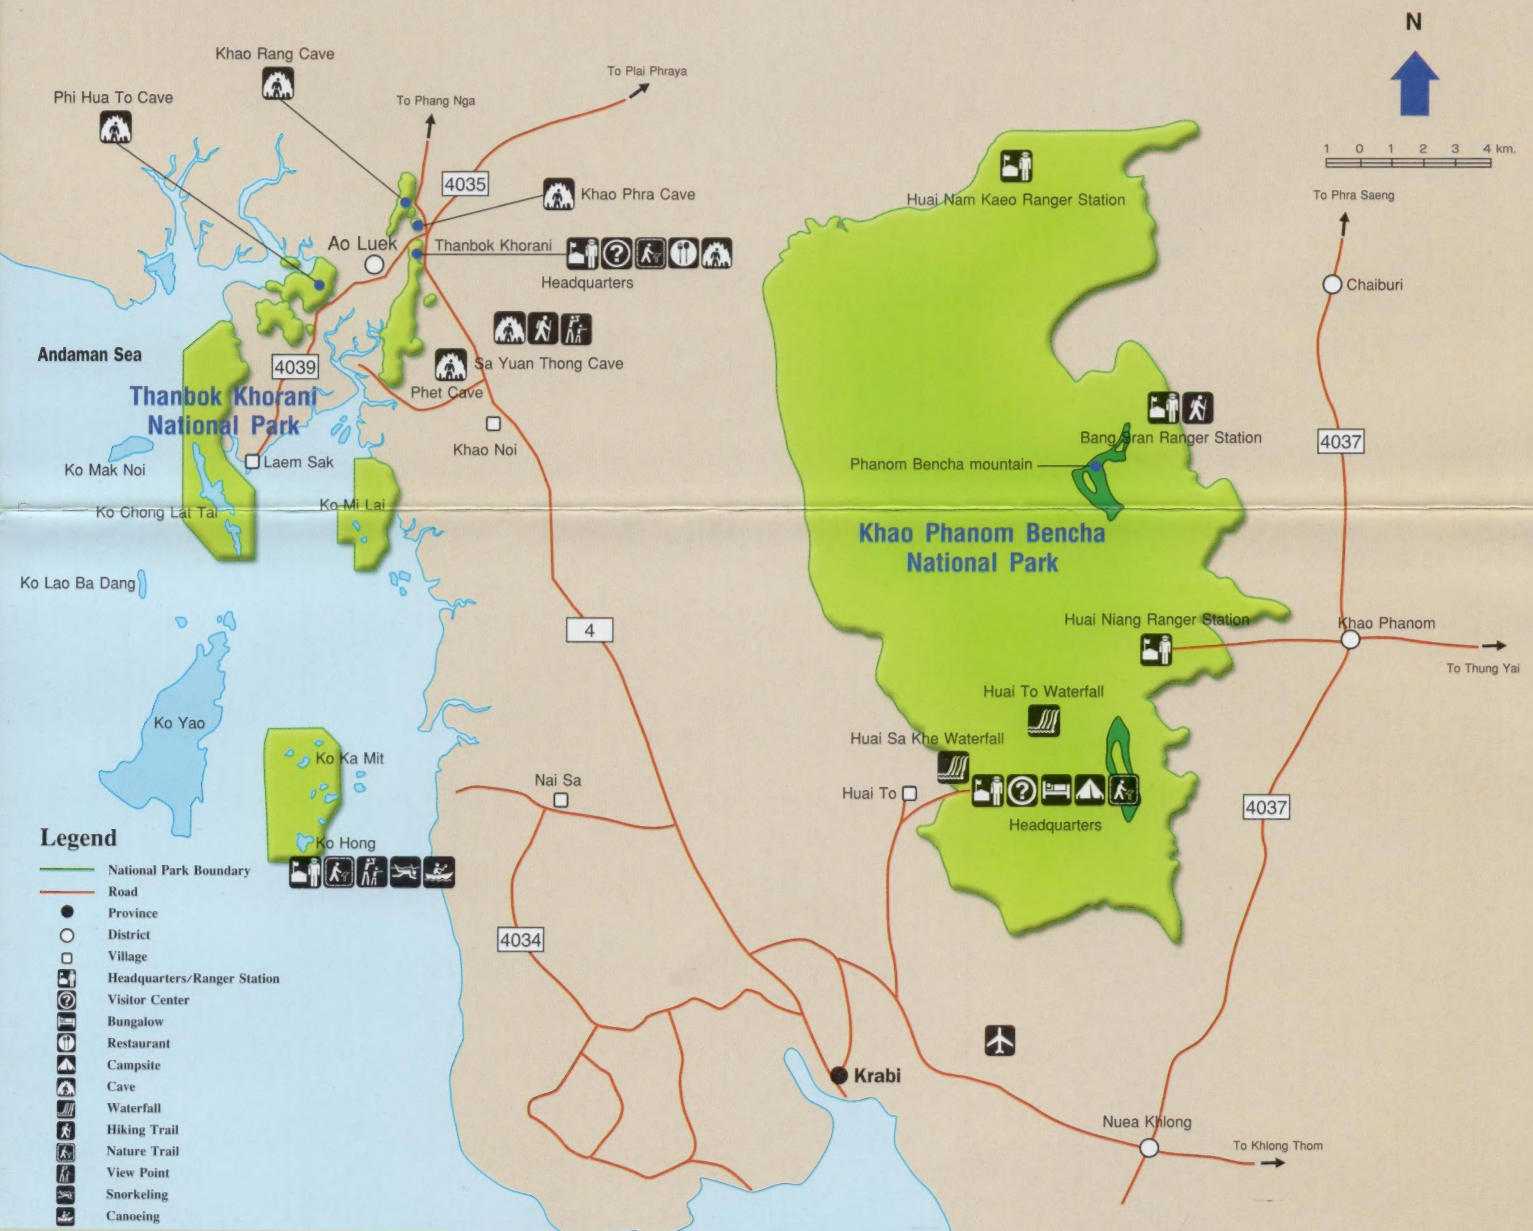 N
Khao Rang Cave
To Plai Phraya
Phi Hua To Cave
To Phang Nga
1 0 1 2 3 4 km.
4035
Khao Phra Cave
Huai Nam Kaeo Ranger Station
To Phra Saeng
Ao Luek
Thanbok Khorani
Headquarters
Chaiburi
Andaman Sea
4039
Sa Yuan Thong Cave
Phet Cave
Thanbok Khorani
National Park
Khao Noi
Bang Sran Ranger Station
4037
Ko Mak Noi
Laem Sak
Phanom Bencha mountain
Ko Chong Lat Tai
Ko Mi Lai
Khao Phanom Bencha
National Park
Ko Lao Ba Dang
4
Huai Niang Ranger Station
Khao Phanom
To Thung Yai
Huai To Waterfall
Ko Yao
Huai Sa Khe Waterfall
Ko Ka Mit
Nai Sa
Huai To
4037
Headquarters
Ko Hong
4034
Krabi
Nuea Khlong
To Khlong Thom
Legend
National Park Boundary
Road
Province
District
Village
Headquarters/Ranger Station
Visitor Center
Bungalow
Restaurant
Campsite
Cave
Waterfall
Hiking Trail
Nature Trail
View Point
Snorkeling
Canoeing